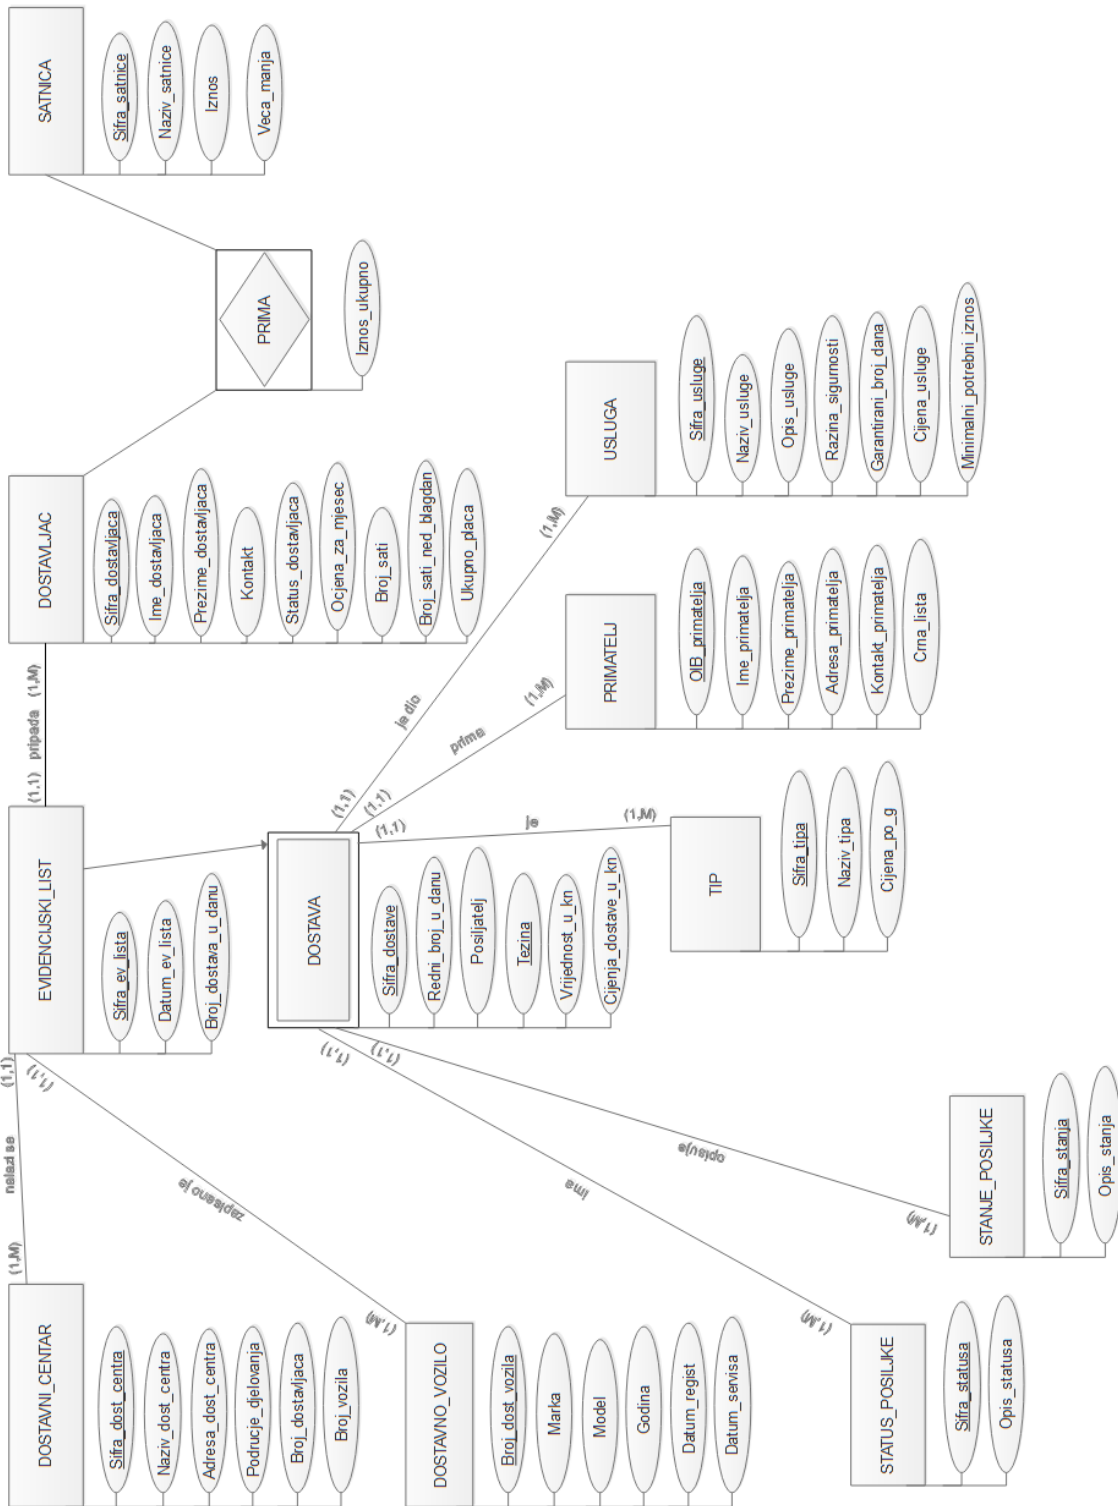 DOSTAVNI_CENTAR
Sifra_dost_centra
Naziv_dost_centra
Adresa_dost_centra
Podrucje_djelovanja
Broj_dostavljaca
Broj_vozila
(1,M)
nalazi se
(1,1)
EVIDENCIJSKI_LIST
Sifra_ev_lista
Datum_ev_lista
Broj_dostava_u_danu
(1,1)
pripada
(1,M)
DOSTAVLJAC
Sifra_dostavljaca
Ime_dostavljaca
Prezime_dostavljaca
Kontakt
Status_dostavljaca
Ocjena_za_mjesec
Broj_sati
Broj_sati_ned_blagdan
Ukupno_placa
PRIMA
Iznos_ukupno
SATNICA
Sifra_satnice
Naziv_satnice
Iznos
Veca_manja
(1,1)
zapisano je
(1,M)
DOSTAVNO_VOZILO
Broj_dost_vozila
Marka
Model
Godina
Datum_regist
Datum_servisa
DOSTAVA
Sifra_dostave
Redni_broj_u_danu
Posiljatelj
Tezina
Vrijednost_u_kn
Cijenja_dostave_u_kn
(1,1)
je dio
(1,M)
USLUGA
Sifra_usluge
Naziv_usluge
Opis_usluge
Razina_sigurnosti
Garantirani_broj_dana
Cijena_usluge
Minimalni_potrebni_iznos
(1,1)
prima
(1,M)
PRIMATELJ
OIB_primatelja
Ime_primatelja
Prezime_primatelja
Adresa_primatelja
Kontakt_primatelja
Crna_lista
(1,1)
je
(1,M)
TIP
Sifra_tipa
Naziv_tipa
Cijena_po_g
(1,1)
ima
(1,M)
STATUS_POSILJKE
Sifra_statusa
Opis_statusa
(1,1)
opisuje
(1,M)
STANJE_POSILJKE
Sifra_stanja
Opis_stanja